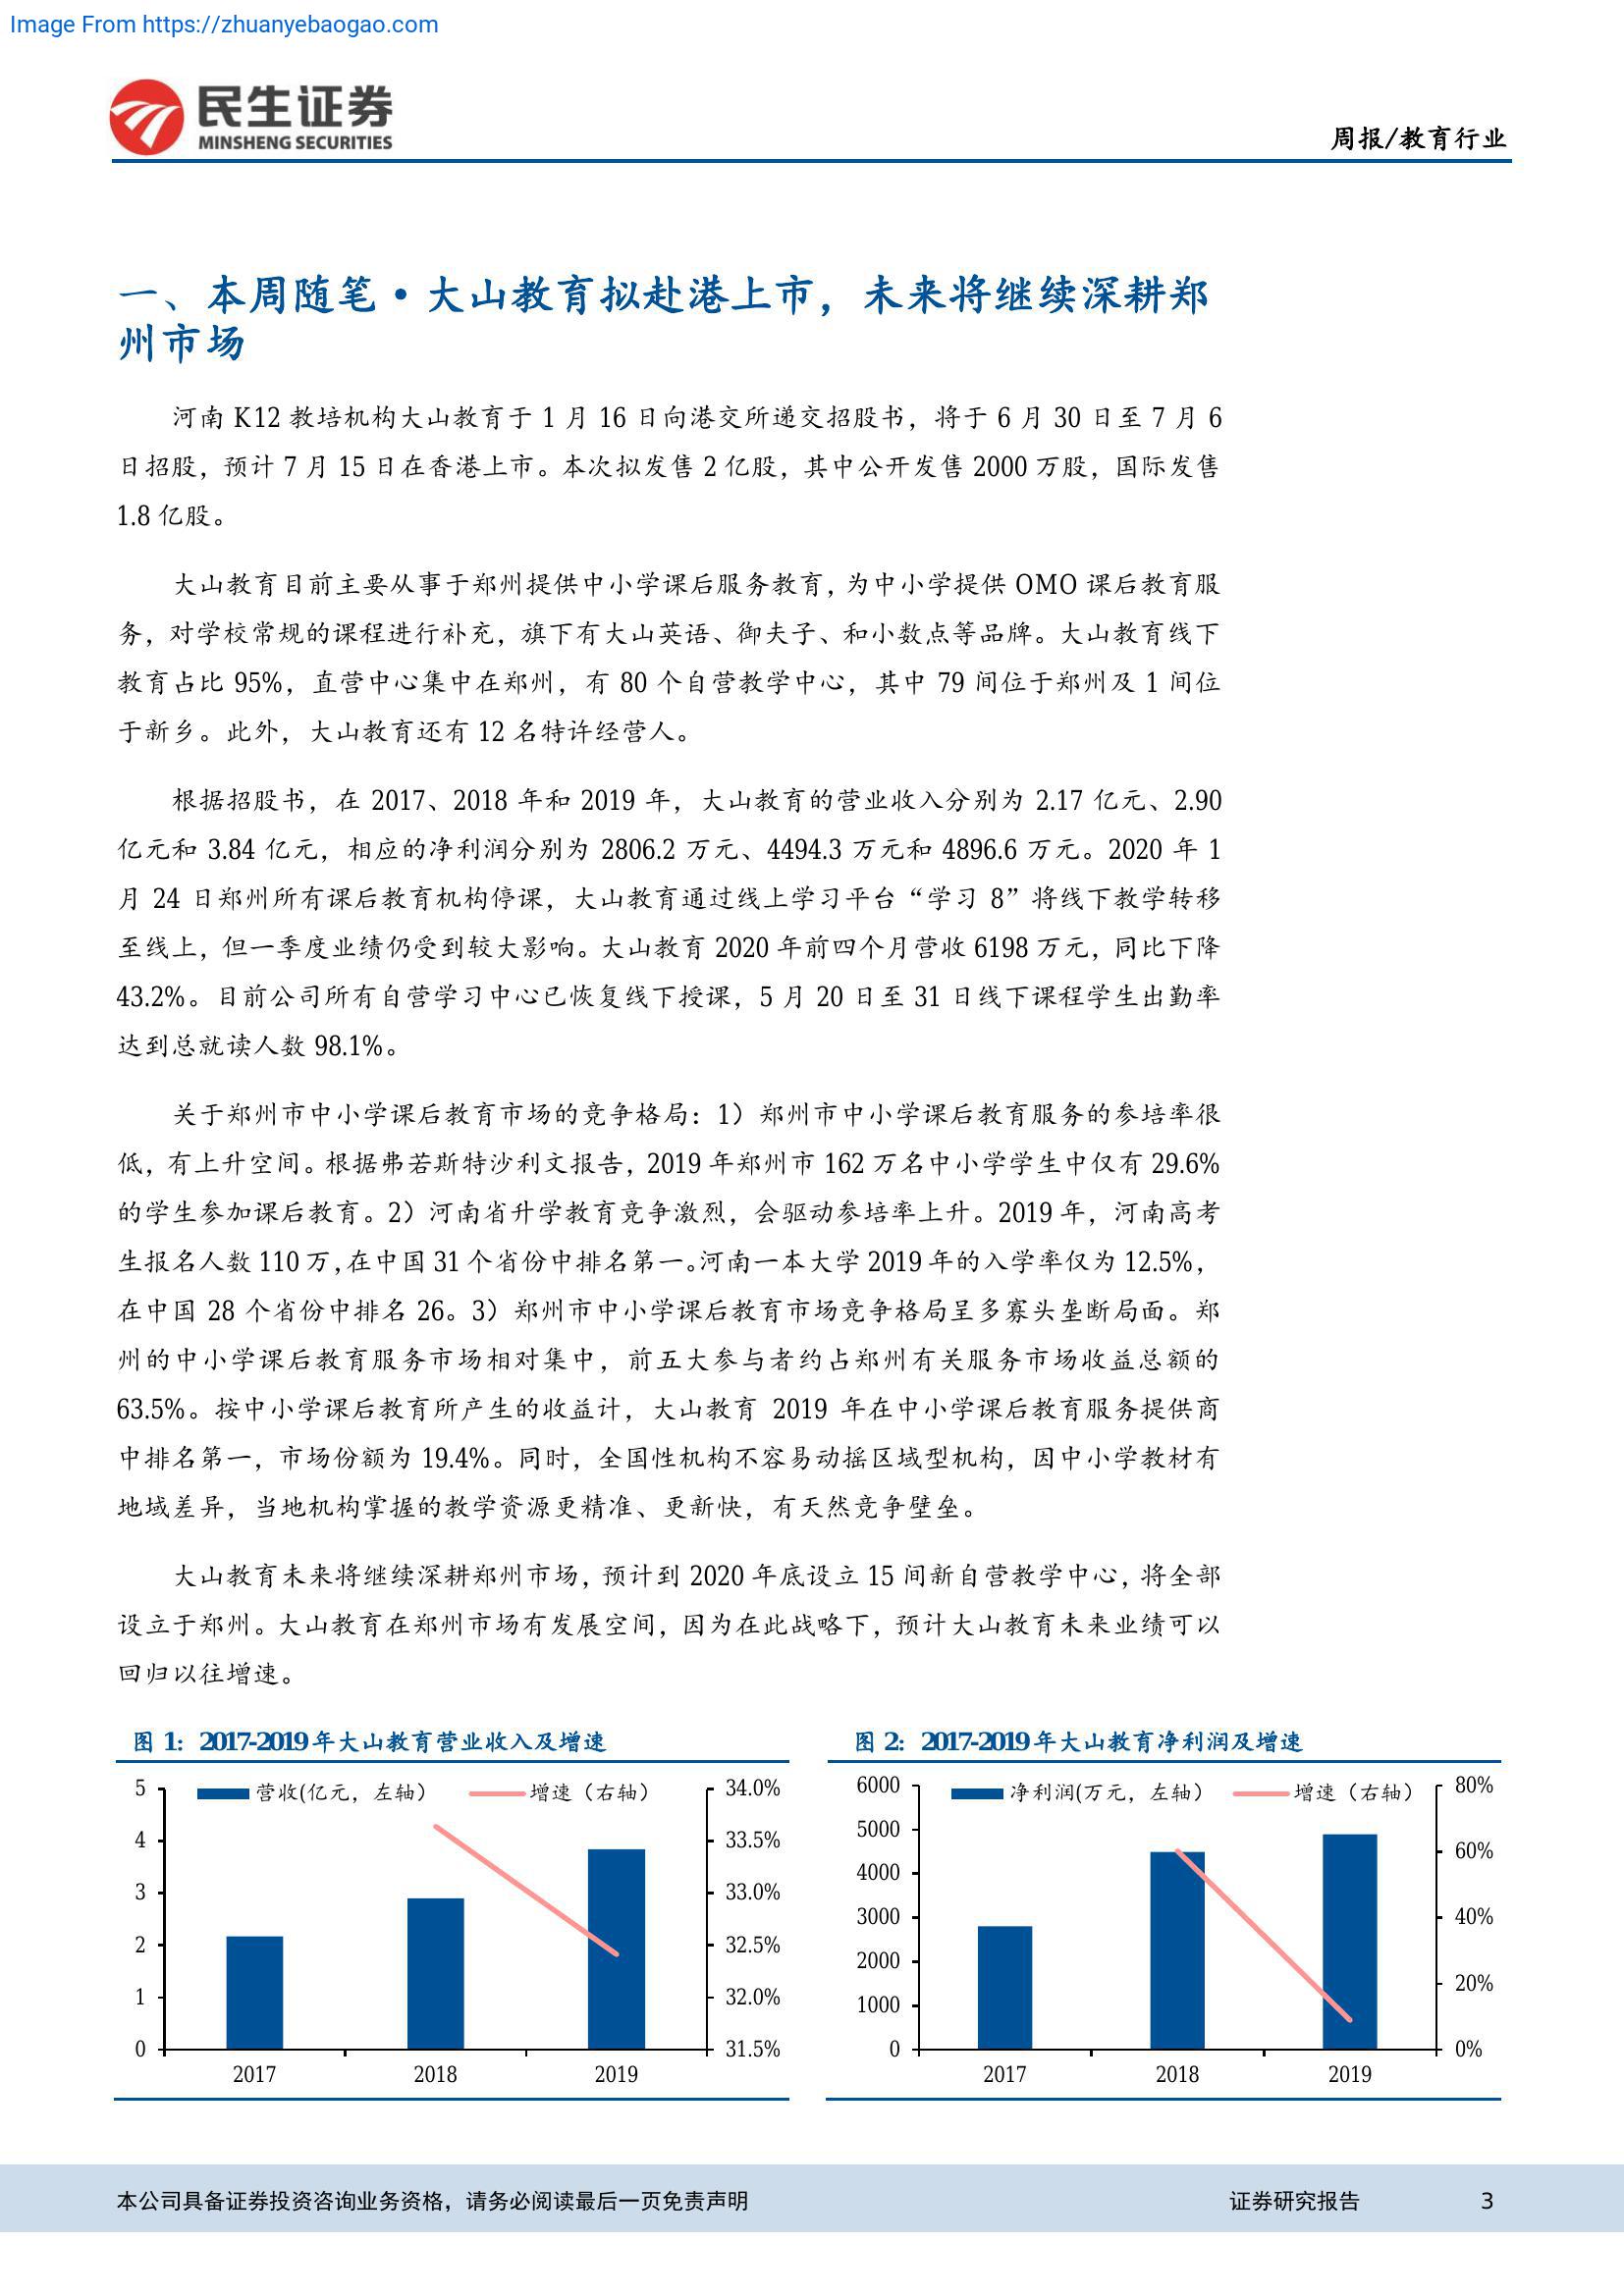 Image From https://zhuanyebaogao.com
民生证券
MINSHENG SECURITIES
周报/教育行业
一、本周随笔•大山教育拟赴港上市，未来将继续深耕郑
州市场
河南 K12 教培机构大山教育于 1 月 16 日向港交所递交招股书，将于 6 月 30 日至 7 月 6
日招股，预计 7 月 15 日在香港上市。本次拟发售 2 亿股，其中公开发售 2000 万股，国际发售
1.8 亿股。
大山教育目前主要从事于郑州提供中小学课后服务教育，为中小学提供 OMO 课后教育服
务，对学校常规的课程进行补充，旗下有大山英语、御夫子、和小数点等品牌。大山教育线下
教育占比 95%，直营中心集中在郑州，有 80 个自营教学中心，其中 79 间位于郑州及 1 间位
于新乡。此外，大山教育还有 12 名特许经营人。
根据招股书，在 2017、2018 年和 2019 年，大山教育的营业收入分别为 2.17 亿元、2.90
亿元和 3.84 亿元，相应的净利润分别为 2806.2 万元、4494.3 万元和 4896.6 万元。2020 年 1
月 24 日郑州所有课后教育机构停课，大山教育通过线上学习平台“学习 8”将线下教学转移
至线上，但一季度业绩仍受到较大影响。大山教育 2020 年前四个月营收 6198 万元，同比下降
43.2%。目前公司所有自营学习中心已恢复线下授课，5 月 20 日至 31 日线下课程学生出勤率
达到总就读人数 98.1%。
关于郑州市中小学课后教育市场的竞争格局：1）郑州市中小学课后教育服务的参培率很
低，有上升空间。根据弗若斯特沙利文报告，2019 年郑州市 162 万名中小学学生中仅有 29.6%
的学生参加课后教育。2）河南省升学教育竞争激烈，会驱动参培率上升。2019 年，河南高考
生报名人数 110 万，在中国 31 个省份中排名第一。河南一本大学 2019 年的入学率仅为 12.5%，
在中国 28 个省份中排名 26。3）郑州市中小学课后教育市场竞争格局呈多寡头垄断局面。郑
州的中小学课后教育服务市场相对集中，前五大参与者约占郑州有关服务市场收益总额的
63.5%。按中小学课后教育所产生的收益计，大山教育 2019 年在中小学课后教育服务提供商
中排名第一，市场份额为 19.4%。同时，全国性机构不容易动摇区域型机构，因中小学教材有
地域差异，当地机构掌握的教学资源更精准、更新快，有天然竞争壁垒。
大山教育未来将继续深耕郑州市场，预计到 2020 年底设立 15 间新自营教学中心，将全部
设立于郑州。大山教育在郑州市场有发展空间，因为在此战略下，预计大山教育未来业绩可以
回归以往增速。
图 1：2017-2019年大山教育营业收入及增速
营收(亿元，左轴)
增速（右轴）
5
4
3
2
1
0
34.0%
33.5%
33.0%
32.5%
32.0%
31.5%
2017
2018
2019
图 2：2017-2019年大山教育净利润及增速
净利润(万元，左轴)
增速（右轴）
6000
5000
4000
3000
2000
1000
0
80%
60%
40%
20%
0%
2017
2018
2019
本公司具备证券投资咨询业务资格，请务必阅读最后一页免责声明
证券研究报告
3